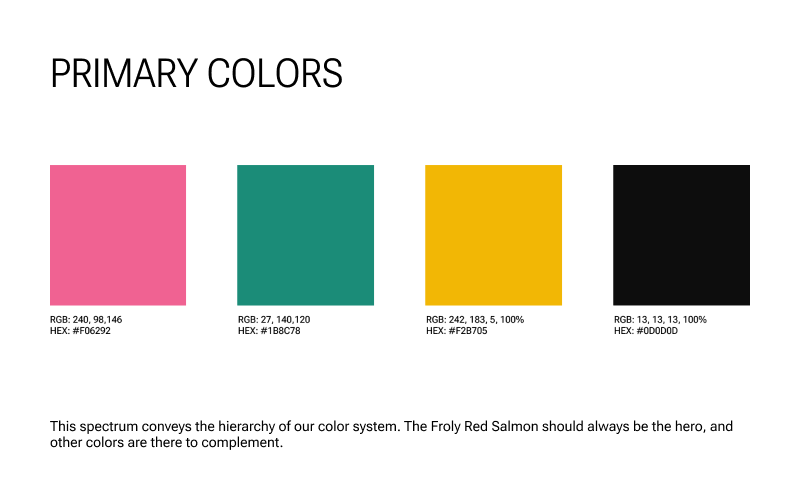 PRIMARY COLORS
RGB: 240, 98,146
HEX: #F06292
RGB: 27, 140,120
HEX: #1B8C78
RGB: 242, 183, 5, 100%
HEX: #F2B705
RGB: 13, 13, 13, 100%
HEX: #0D0D0D
This spectrum conveys the hierarchy of our color system. The Froly Red Salmon should always be the hero, and
other colors are there to complement.